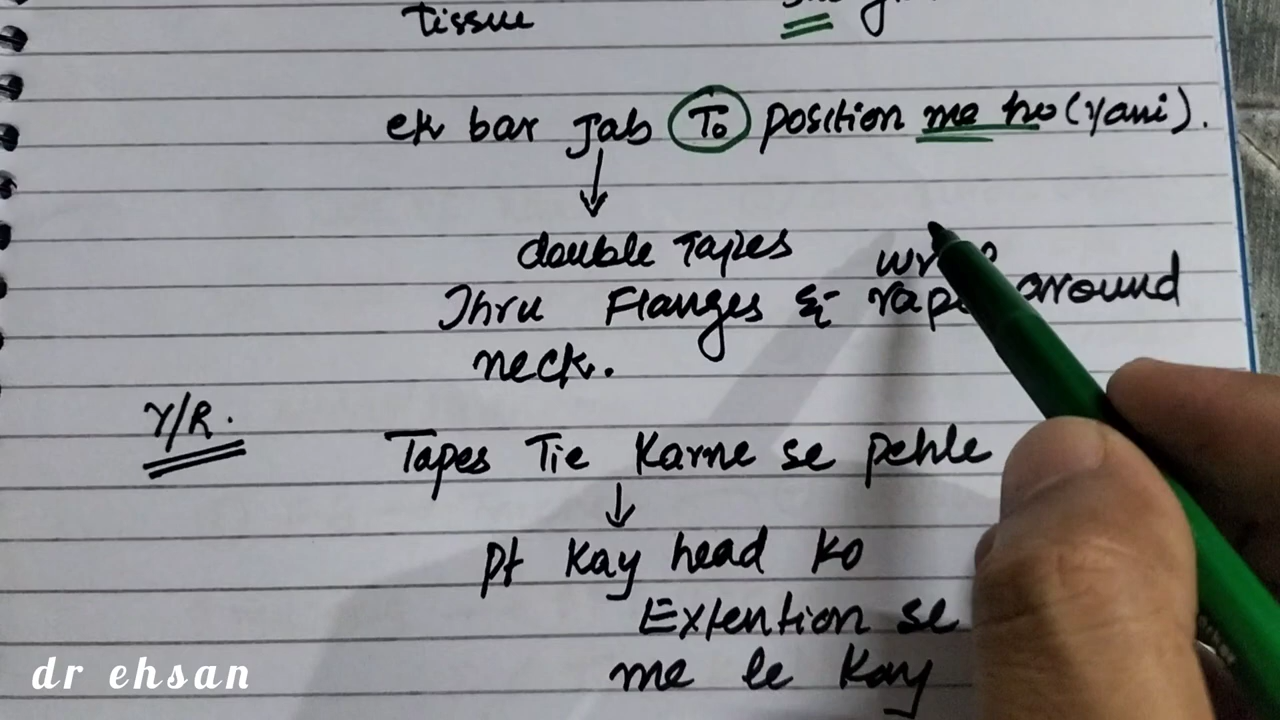 Tissue
ek bar Jab To position me ho (yani).
double Tapes
Thru Flanges & rape around
neck.
Y/R.
Tapes Tie Karne se pehle
Pt Kay head ko
Extention se
me le Kay
dr ehsan